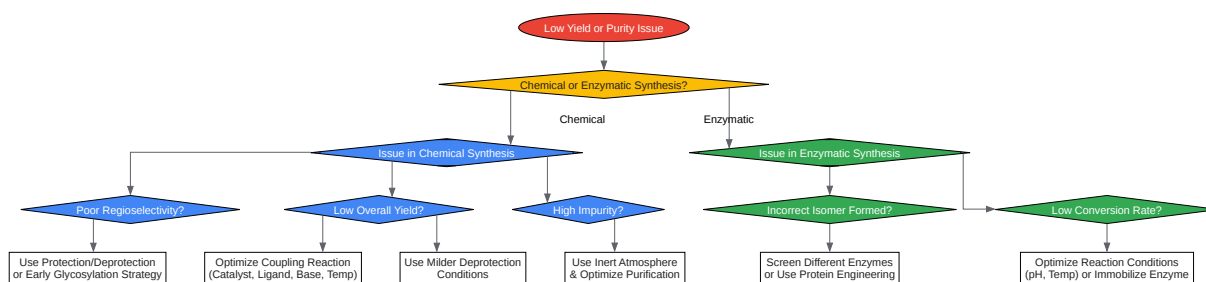 Low Yield or Purity Issue
Chemical or Enzymatic Synthesis?
Chemical
Enzymatic
Issue in Chemical Synthesis
Issue in Enzymatic Synthesis
Poor Regioselectivity?
Low Overall Yield?
High Impurity?
Incorrect Isomer Formed?
Low Conversion Rate?
Use Protection/Deprotection
or Early Glycosylation Strategy
Optimize Coupling Reaction
(Catalyst, Ligand, Base, Temp)
Use Milder Deprotection
Conditions
Use Inert Atmosphere
& Optimize Purification
Screen Different Enzymes
or Use Protein Engineering
Optimize Reaction Conditions
(pH, Temp) or Immobilize Enzyme